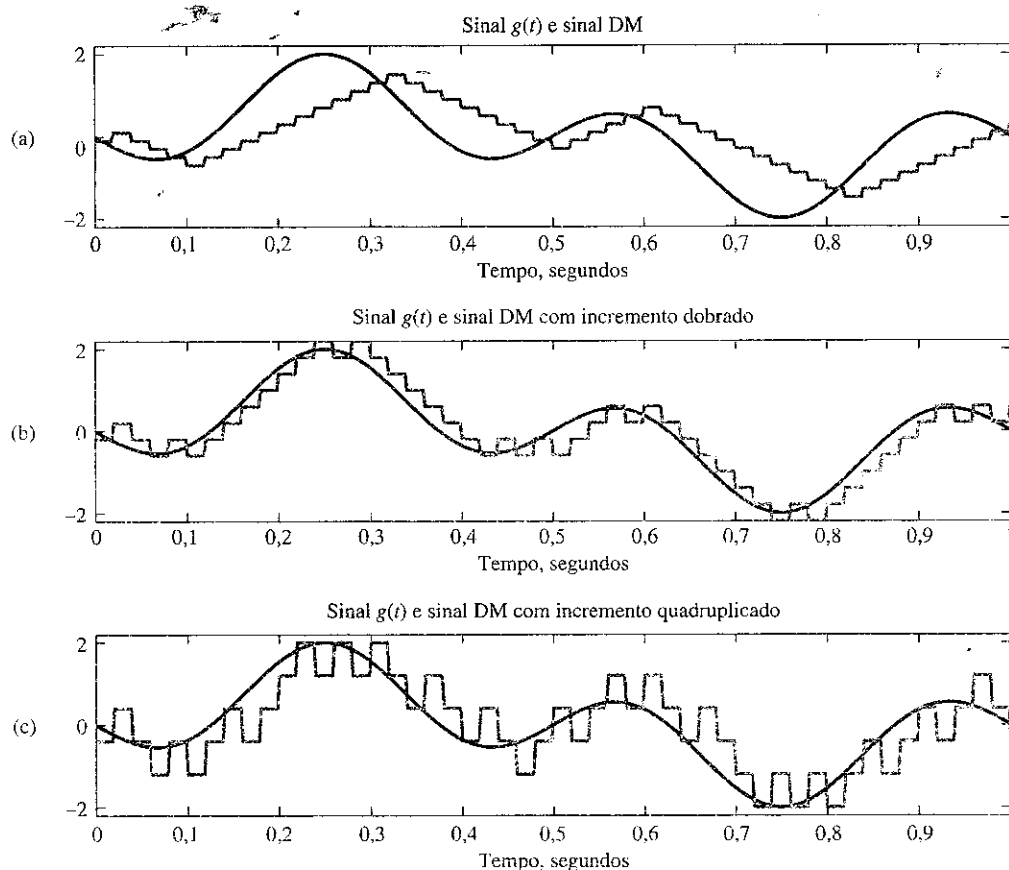 Sinal g(t) e sinal DM
(a)
2
0
−2
0 0,1 0,2 0,3 0,4 0,5 0,6 0,7 0,8 0,9
Tempo, segundos
Sinal g(t) e sinal DM com incremento dobrado
(b)
2
0
−2
0 0,1 0,2 0,3 0,4 0,5 0,6 0,7 0,8 0,9
Tempo, segundos
Sinal g(t) e sinal DM com incremento quadruplicado
(c)
2
0
−2
0 0,1 0,2 0,3 0,4 0,5 0,6 0,7 0,8 0,9
Tempo, segundos